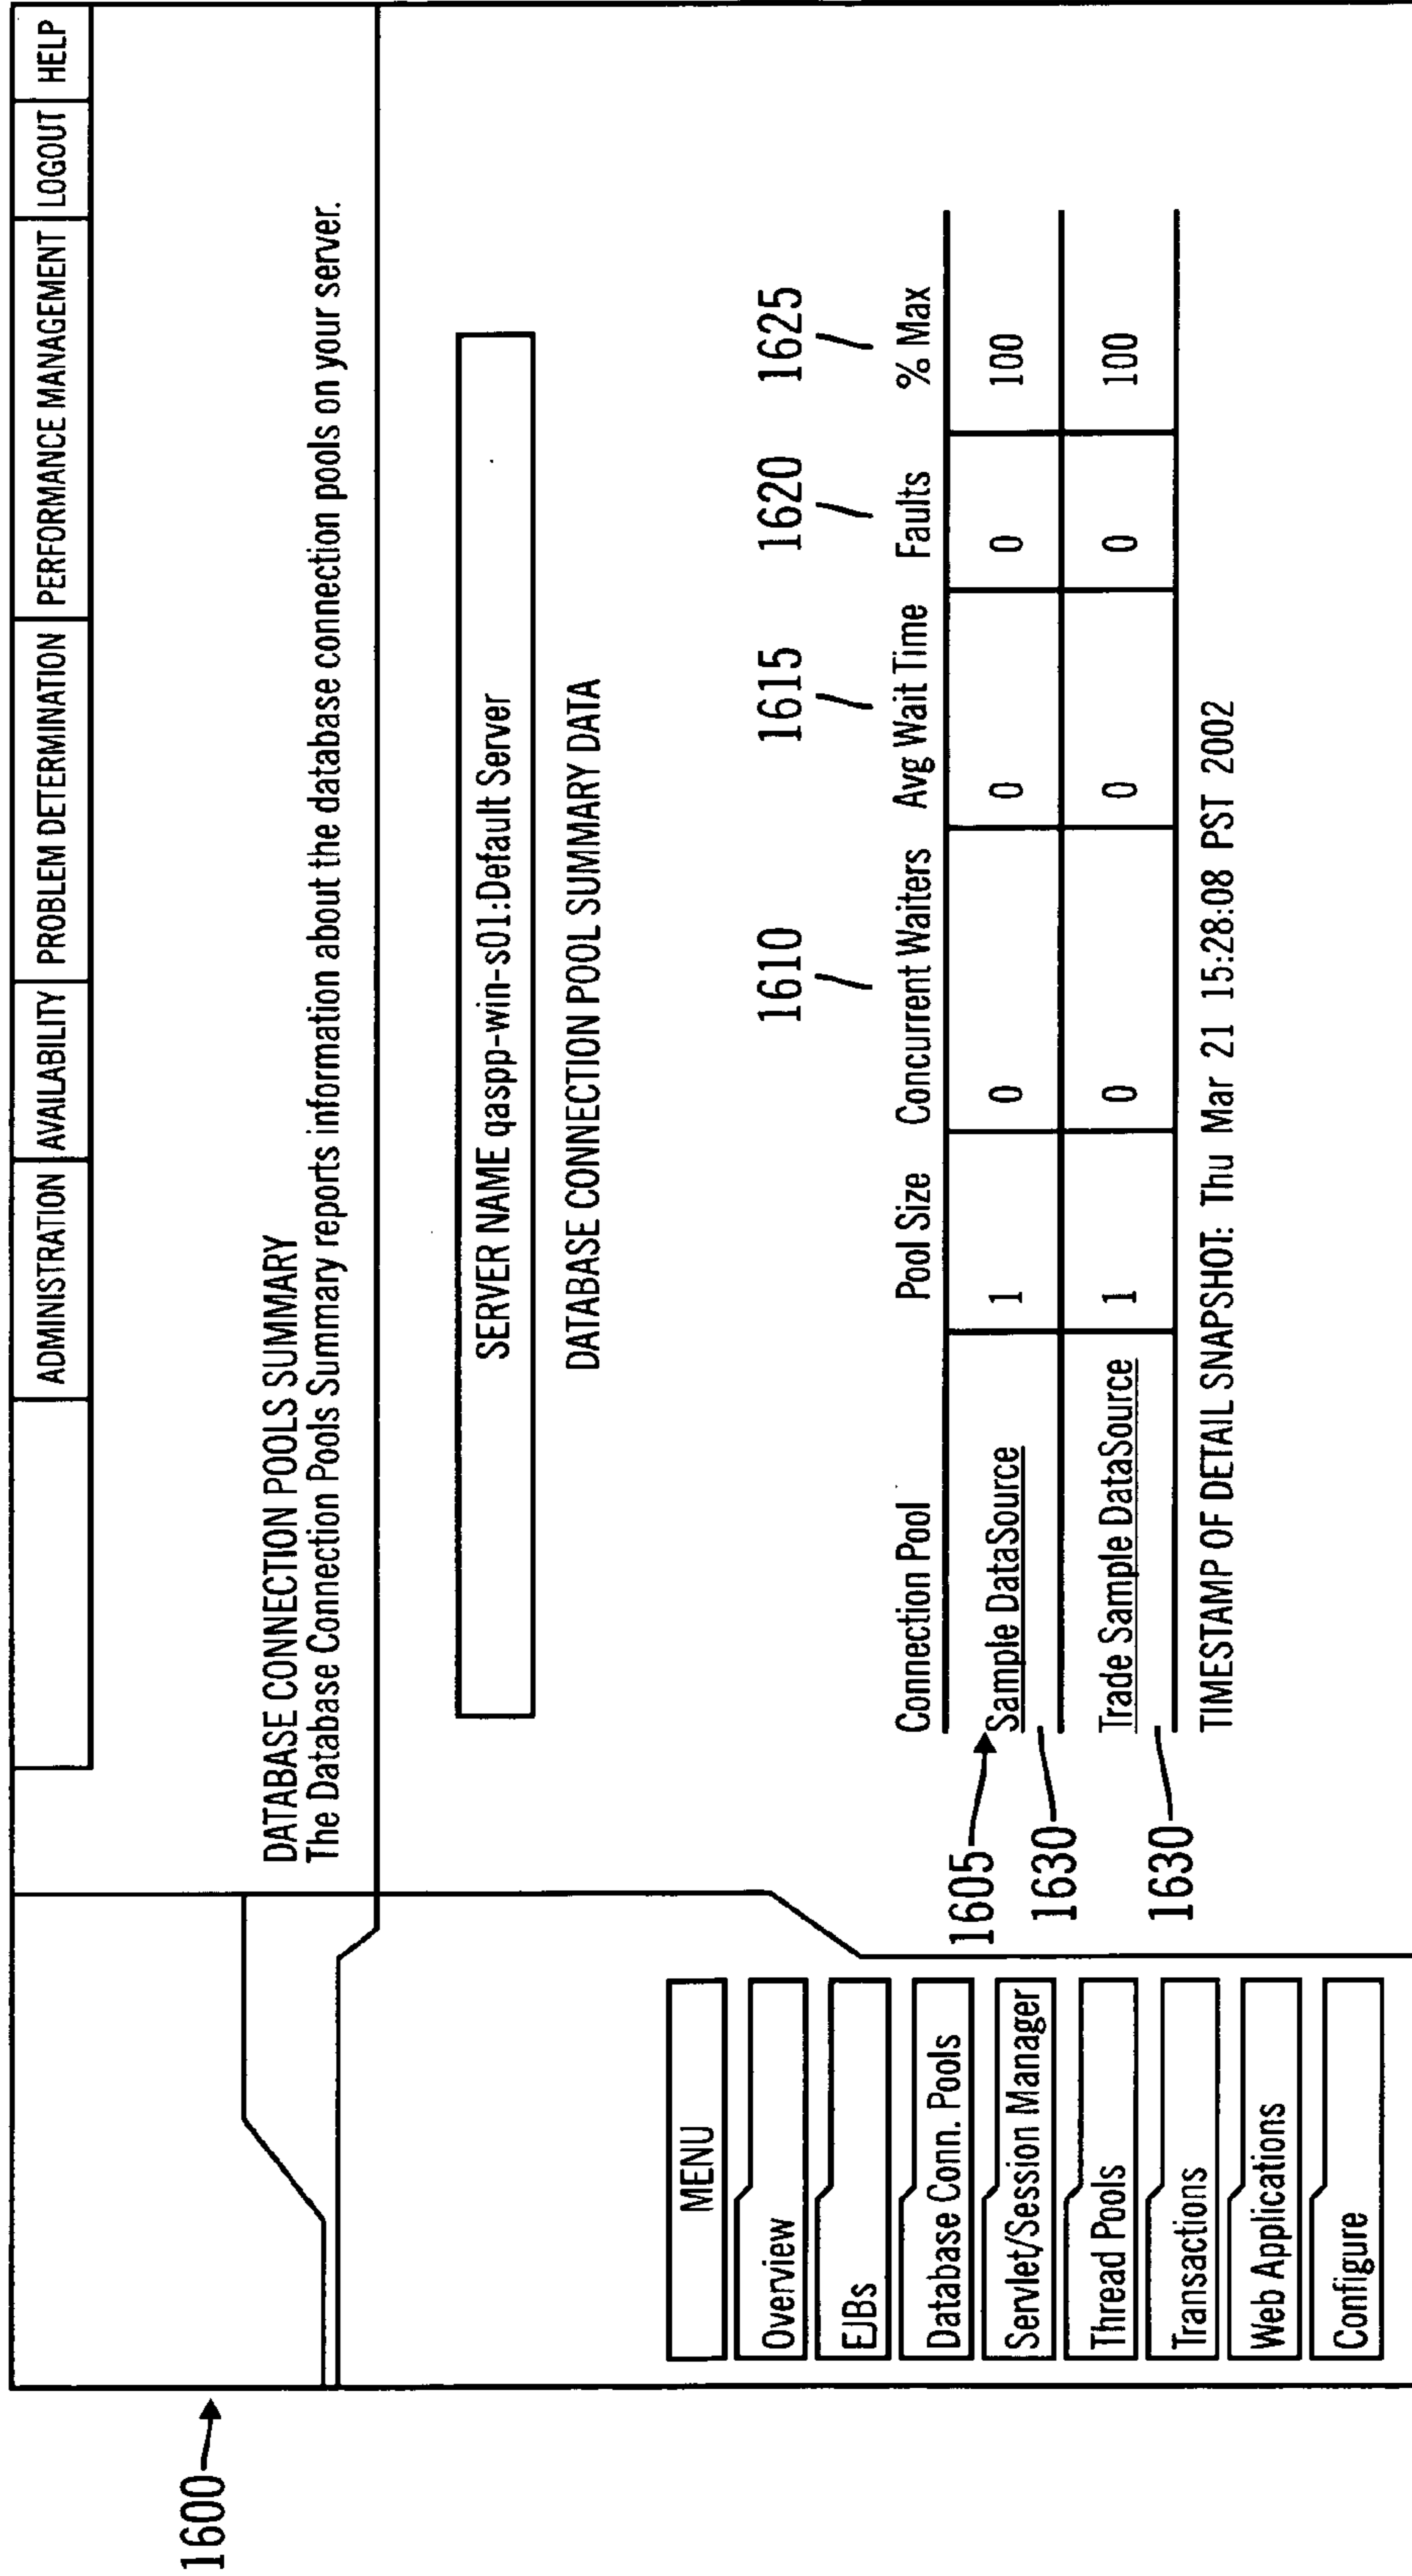 1600
ADMINISTRATION AVAILABILITY PROBLEM DETERMINATION PERFORMANCE MANAGEMENT LOGOUT HELP
DATABASE CONNECTION POOLS SUMMARY
The Database Connection Pools Summary reports information about the database connection pools on your server.
SERVER NAME qaspp-win-s01:Default Server
DATABASE CONNECTION POOL SUMMARY DATA
MENU
Overview
EJBs
Database Conn. Pools
Servlet/Session Manager
Thread Pools
Transactions
Web Applications
Configure
1610 1615 1620 1625
Connection Pool Pool Size Concurrent Waiters Avg Wait Time Faults % Max
1605 Sample DataSource 1 0 0 0 100
1630
Trade Sample DataSource 1 0 0 0 100
1630
TIMESTAMP OF DETAIL SNAPSHOT: Thu Mar 21 15:28:08 PST 2002